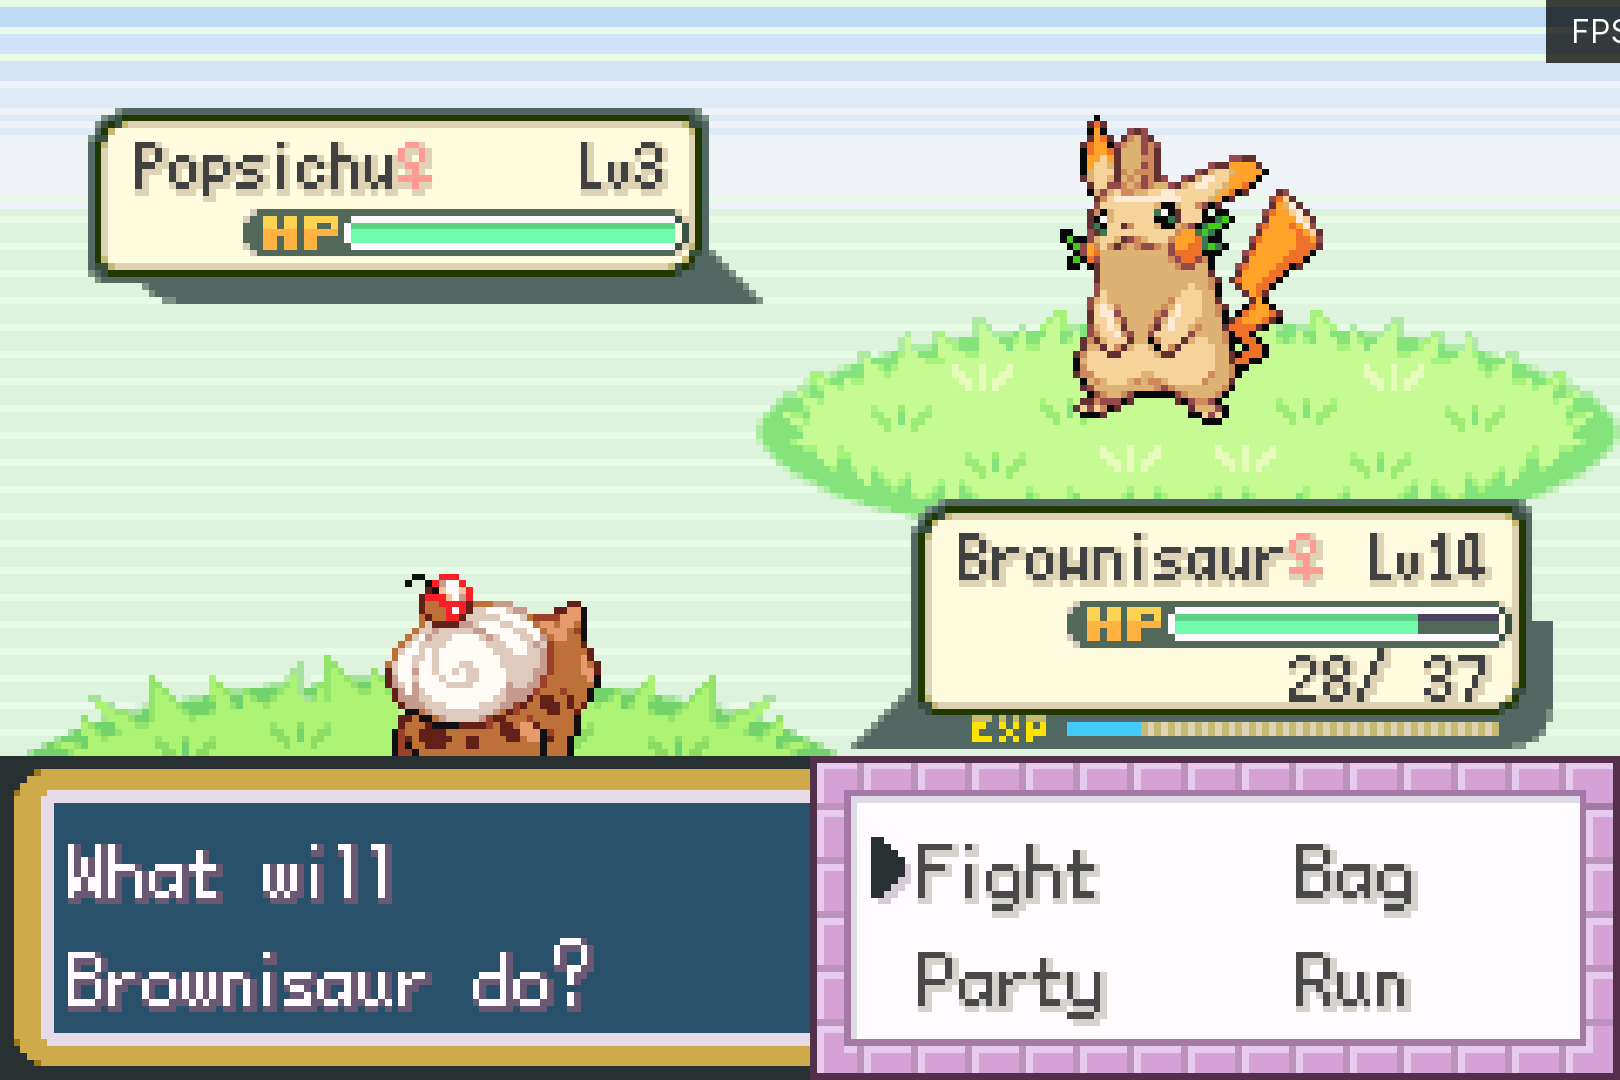 FPS
Popsichu♀ Lv3
HP
Brownisaur♀ Lv14
HP
28/ 37
EXP
What will
Brownisaur do?
Fight Bag
Party Run